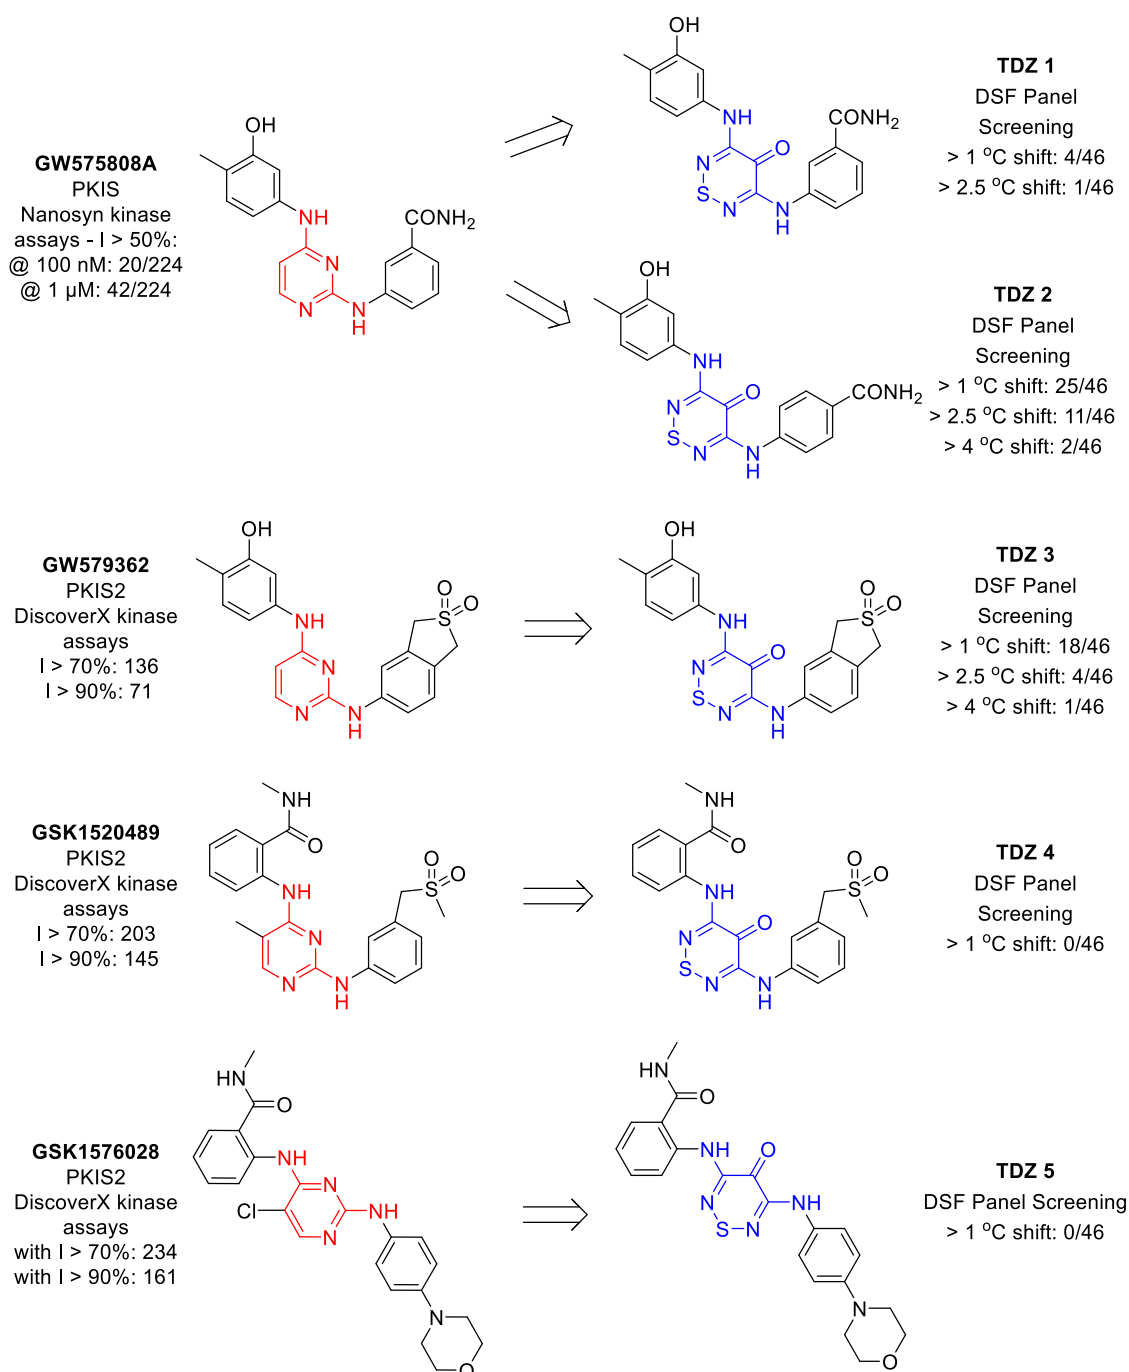 GW575808A
PKIS
Nanosyn kinase
assays - I > 50%:
@ 100 nM: 20/224
@ 1 µM: 42/224
OH
NH
N
N
N
H
CONH2
OH
NH
O
N
S
N
N
H
CONH2
TDZ 1
DSF Panel
Screening
> 1 °C shift: 4/46
> 2.5 °C shift: 1/46
OH
NH
O
N
S
N
N
H
CONH2
TDZ 2
DSF Panel
Screening
> 1 °C shift: 25/46
> 2.5 °C shift: 11/46
> 4 °C shift: 2/46
GW579362
PKIS2
DiscoverX kinase
assays
I > 70%: 136
I > 90%: 71
OH
NH
N
N
N
H
O
S
O
OH
NH
O
N
S
N
N
H
O
S
O
TDZ 3
DSF Panel
Screening
> 1 °C shift: 18/46
> 2.5 °C shift: 4/46
> 4 °C shift: 1/46
GSK1520489
PKIS2
DiscoverX kinase
assays
I > 70%: 203
I > 90%: 145
NH
O
NH
N
N
N
H
O
S
O
NH
O
NH
O
N
S
N
N
H
O
S
O
TDZ 4
DSF Panel
Screening
> 1 °C shift: 0/46
GSK1576028
PKIS2
DiscoverX kinase
assays
with I > 70%: 234
with I > 90%: 161
HN
O
NH
N
NH
Cl
N
N
O
HN
O
NH
O
N
NH
S
N
N
O
TDZ 5
DSF Panel Screening
> 1 °C shift: 0/46